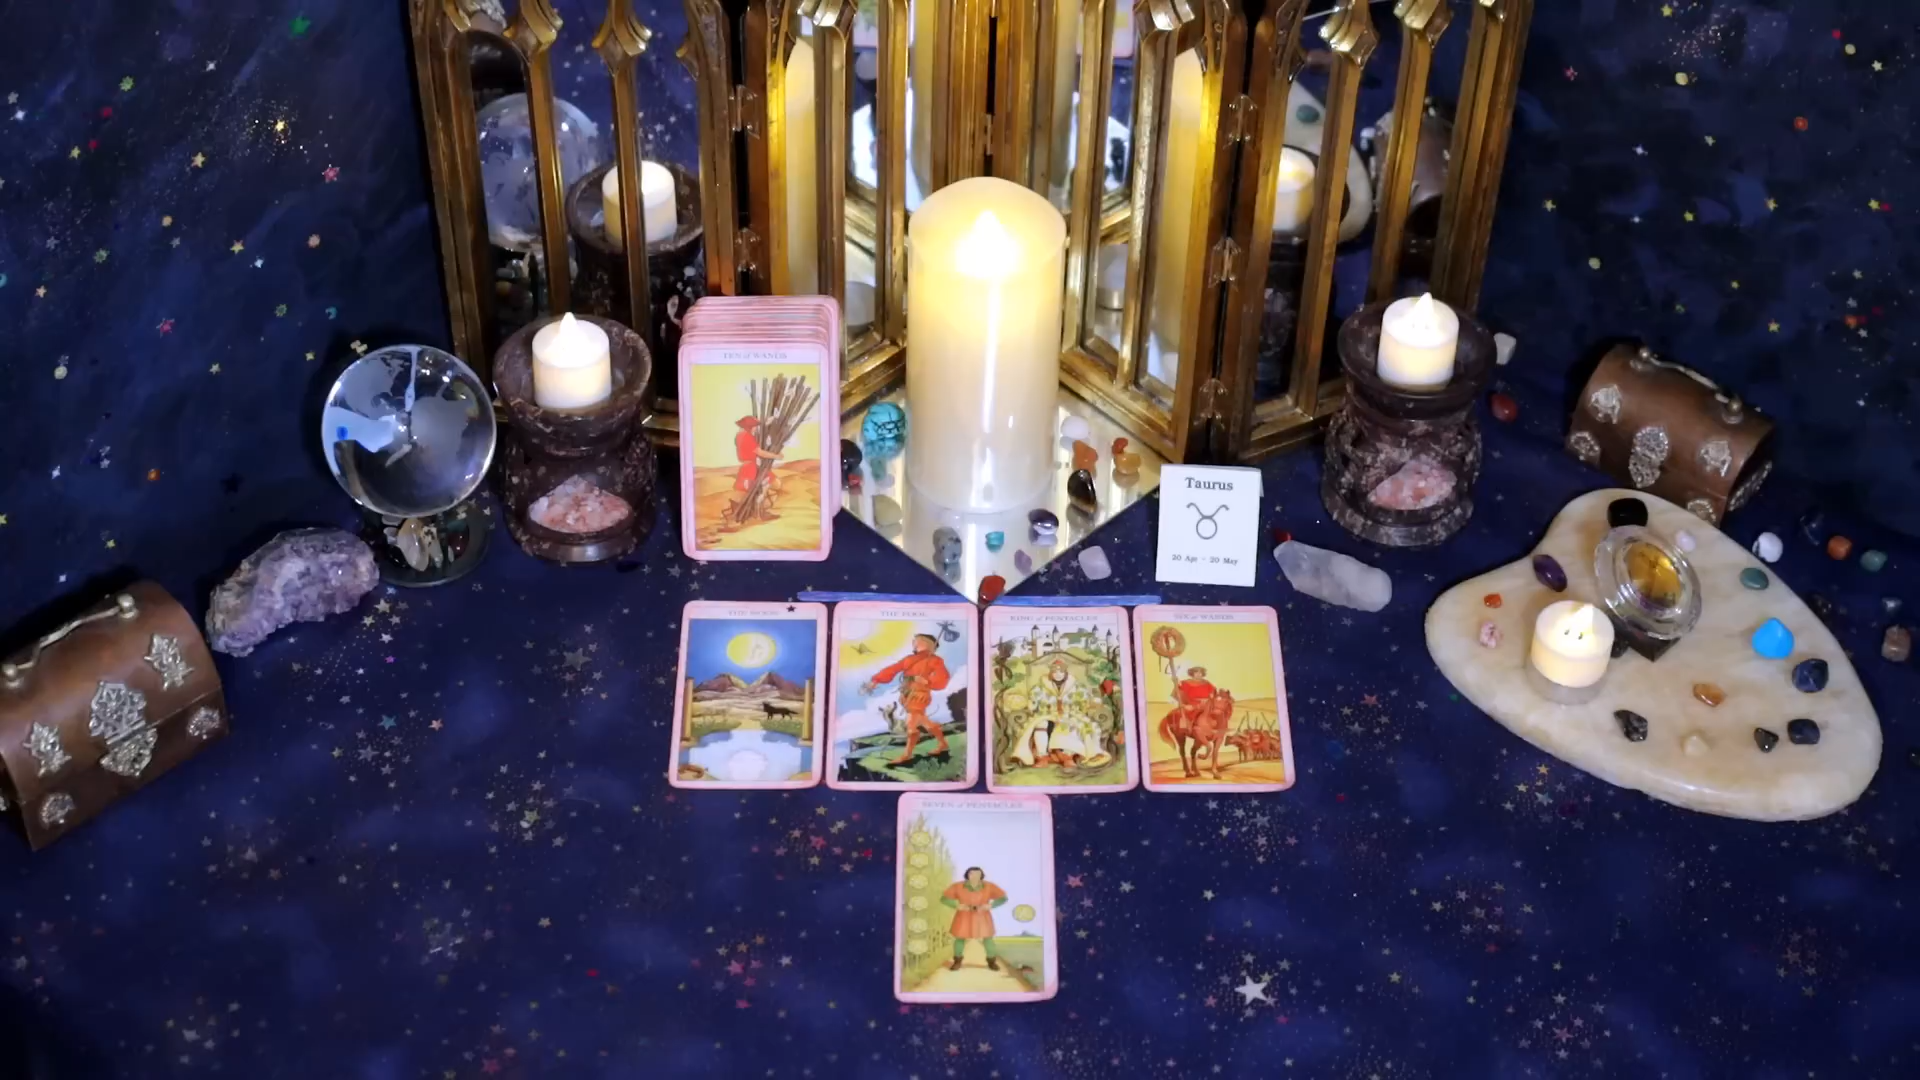 TEN of WANDS
Taurus
20 Apr - 20 May
THE MOON
THE FOOL
KING of PENTACLES
SIX of WANDS
SEVEN of PENTACLES